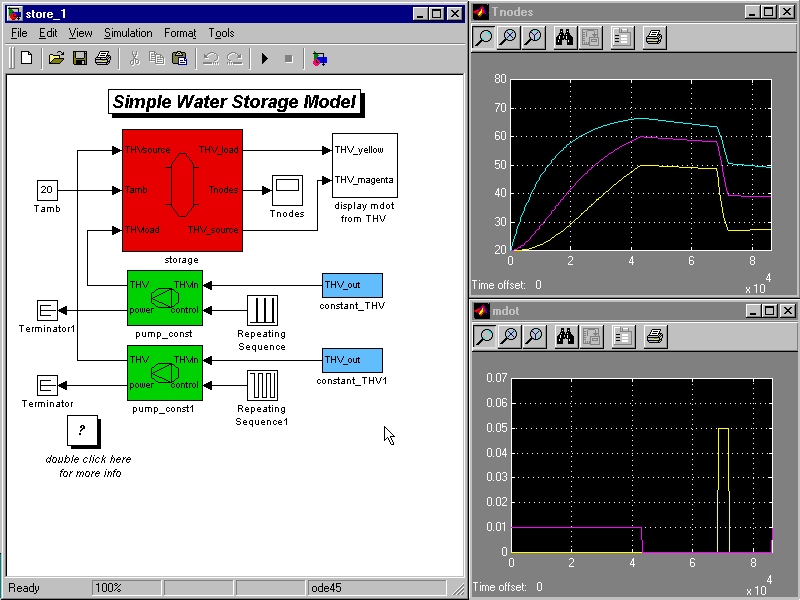 store_1
File Edit View Simulation Format Tools
Simple Water Storage Model
THVsource THV_load
Tamb Tnodes
THVload THV_source
storage
20
Tamb
Tnodes
THV_yellow
THV_magenta
display mdot
from THV
THV THVin
power control
pump_const
Terminator1
Repeating
Sequence
THV_out
constant_THV
THV THVin
power control
pump_const1
Terminator
Repeating
Sequence1
THV_out
constant_THV1
?
double click here
for more info
Ready 100% ode45
Tnodes
80
70
60
50
40
30
20
0 2 4 6 8
x 10
4
Time offset: 0
mdot
0.07
0.06
0.05
0.04
0.03
0.02
0.01
0
0 2 4 6 8
x 10
4
Time offset: 0